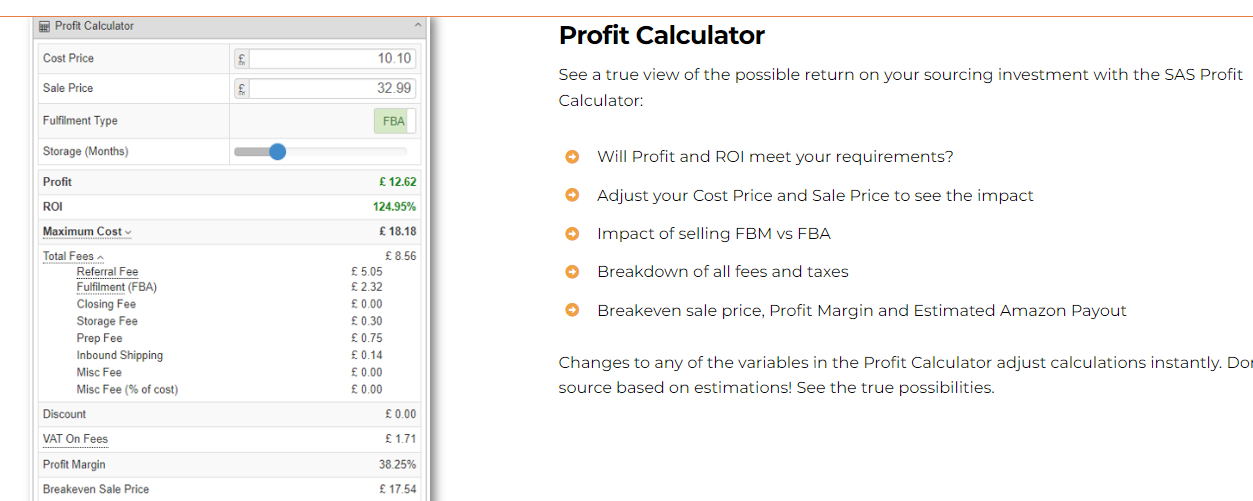 Profit Calculator
Cost Price £ 10.10
Sale Price £ 32.99
Fulfilment Type FBA
Storage (Months)
Profit £ 12.62
ROI 124.95%
Maximum Cost £ 18.18
Total Fees £ 8.56
Referral Fee £ 5.05
Fulfilment (FBA) £ 2.32
Closing Fee £ 0.00
Storage Fee £ 0.30
Prep Fee £ 0.75
Inbound Shipping £ 0.14
Misc Fee £ 0.00
Misc Fee (% of cost) £ 0.00
Discount £ 0.00
VAT On Fees £ 1.71
Profit Margin 38.25%
Breakeven Sale Price £ 17.54
Profit Calculator
See a true view of the possible return on your sourcing investment with the SAS Profit
Calculator:
Will Profit and ROI meet your requirements?
Adjust your Cost Price and Sale Price to see the impact
Impact of selling FBM vs FBA
Breakdown of all fees and taxes
Breakeven sale price, Profit Margin and Estimated Amazon Payout
Changes to any of the variables in the Profit Calculator adjust calculations instantly.
source based on estimations! See the true possibilities.